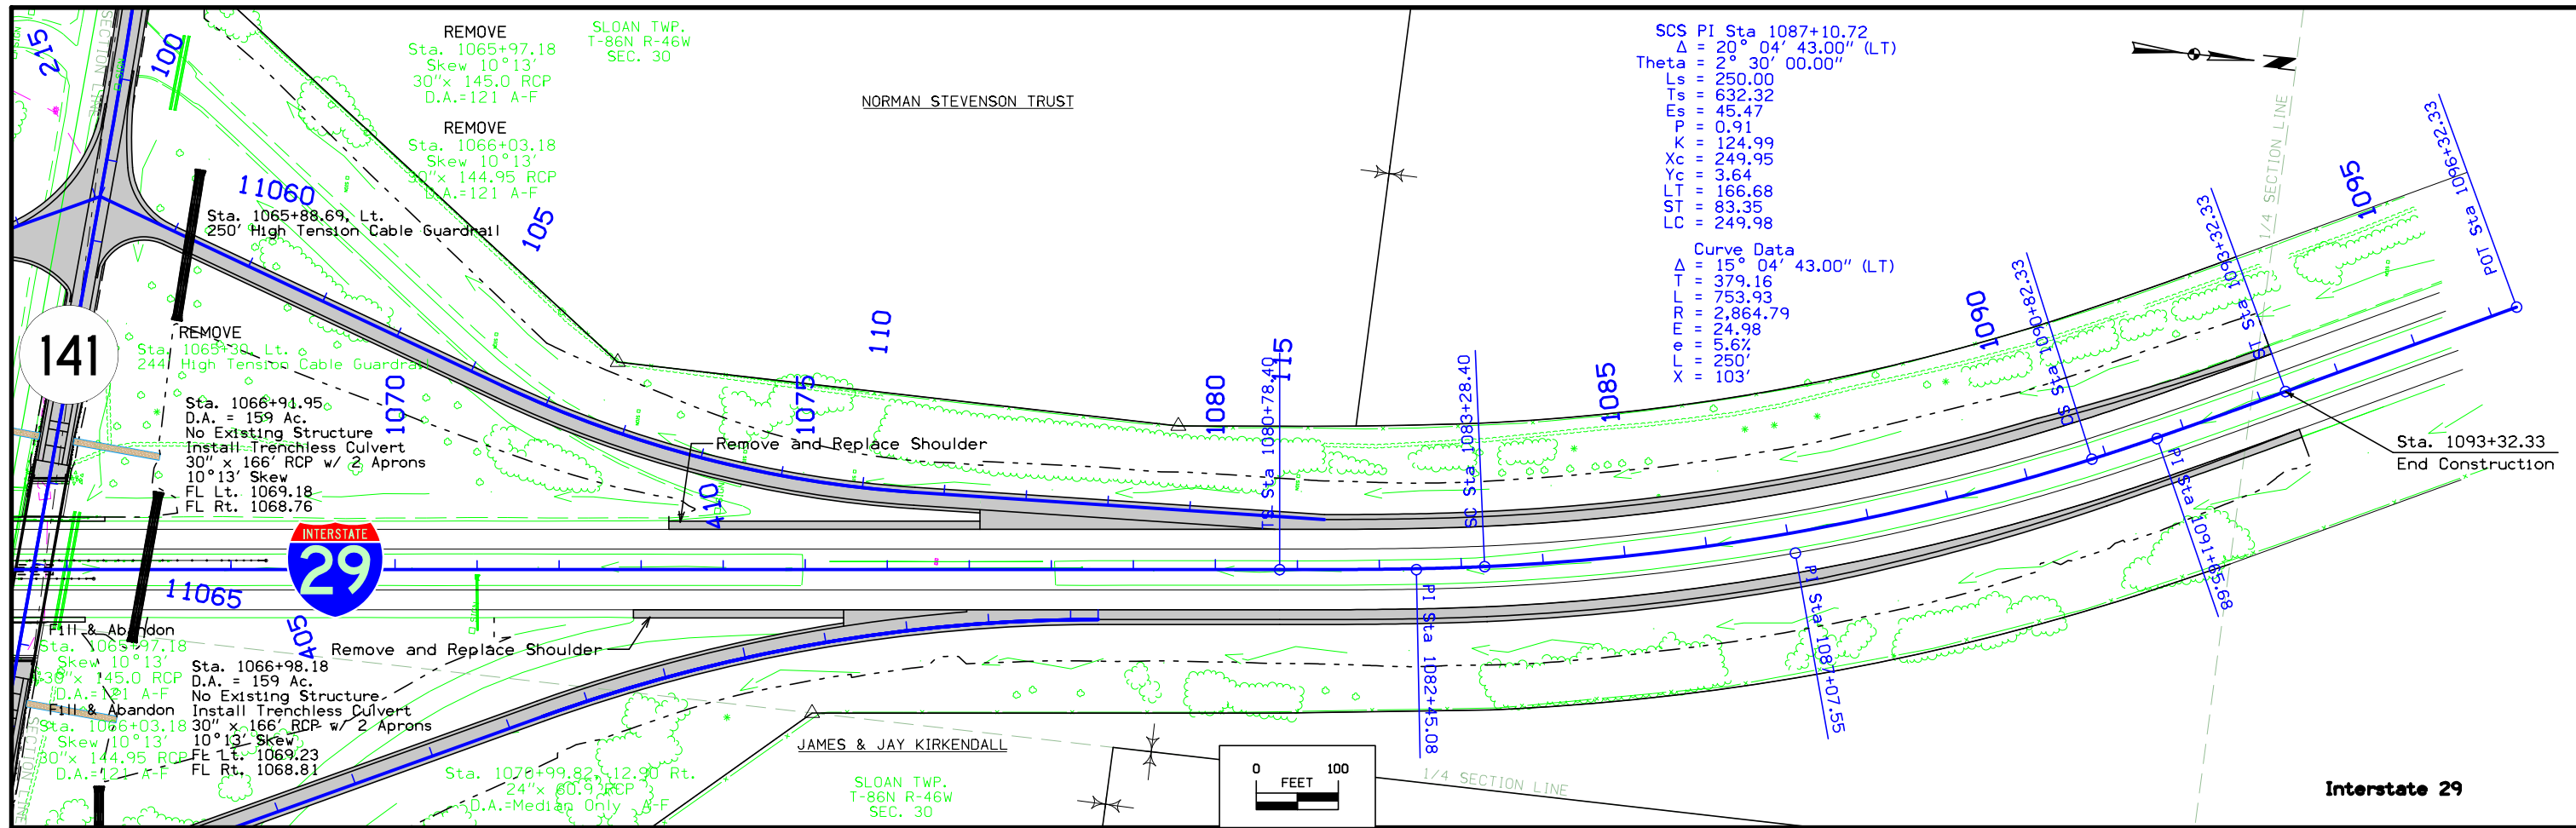 215
100
SECTION LINE
REMOVE
Sta. 1065+97.18
Skew 10°13'
30"x 145.0 RCP
D.A.=121 A-F
REMOVE
Sta. 1066+03.18
Skew 10°13'
30"x 144.95 RCP
D.A.=121 A-F
SLOAN TWP.
T-86N R-46W
SEC. 30
NORMAN STEVENSON TRUST
SCS PI Sta 1087+10.72
Δ = 20° 04' 43.00" (LT)
Theta = 2° 30' 00.00"
Ls = 250.00
Ts = 632.32
Es = 45.47
P = 0.91
K = 124.99
Xc = 249.95
Yc = 3.64
LT = 166.68
ST = 83.35
LC = 249.98
Curve Data
Δ = 15° 04' 43.00" (LT)
T = 379.16
L = 753.93
R = 2,864.79
E = 24.98
e = 5.6%
L = 250'
X = 103'
N
1/4 SECTION LINE
11060
Sta. 1065+88.69, Lt.
250' High Tension Cable Guardrail
105
REMOVE
Sta. 1065+30, Lt.
244' High Tension Cable Guardrail
141
1070
110
1075
1080
115
1085
1090
1095
Sta. 1066+91.95
D.A. = 159 Ac.
No Existing Structure
Install Trenchless Culvert
30" x 166' RCP w/ 2 Aprons
10°13' Skew
FL Lt. 1069.18
FL Rt. 1068.76
Remove and Replace Shoulder
410
TS Sta 1080+78.40
SC Sta 1083+28.40
CS Sta 1090+82.33
ST Sta 1093+32.33
POT Sta 1096+32.33
Sta. 1093+32.33
End Construction
INTERSTATE
29
11065
405
Remove and Replace Shoulder
PI Sta 1082+45.08
PI Sta 1087+07.55
PI Sta 1091+65.68
Fill & Abandon
Sta. 1065+97.18
Skew 10°13'
30"x 145.0 RCP
D.A.=121 A-F
Fill & Abandon
Sta. 1066+03.18
Skew 10°13'
30"x 144.95 RCP
D.A.=121 A-F
Sta. 1066+98.18
D.A. = 159 Ac.
No Existing Structure
Install Trenchless Culvert
30" x 166' RCP w/ 2 Aprons
10°13' Skew
FL Lt. 1069.23
FL Rt. 1068.81
SECTION LINE
Sta. 1070+99.82, 12.90 Rt.
24"x 60.9' RCP
D.A.=Median Only A-F
JAMES & JAY KIRKENDALL
SLOAN TWP.
T-86N R-46W
SEC. 30
0 100
FEET
1/4 SECTION LINE
Interstate 29